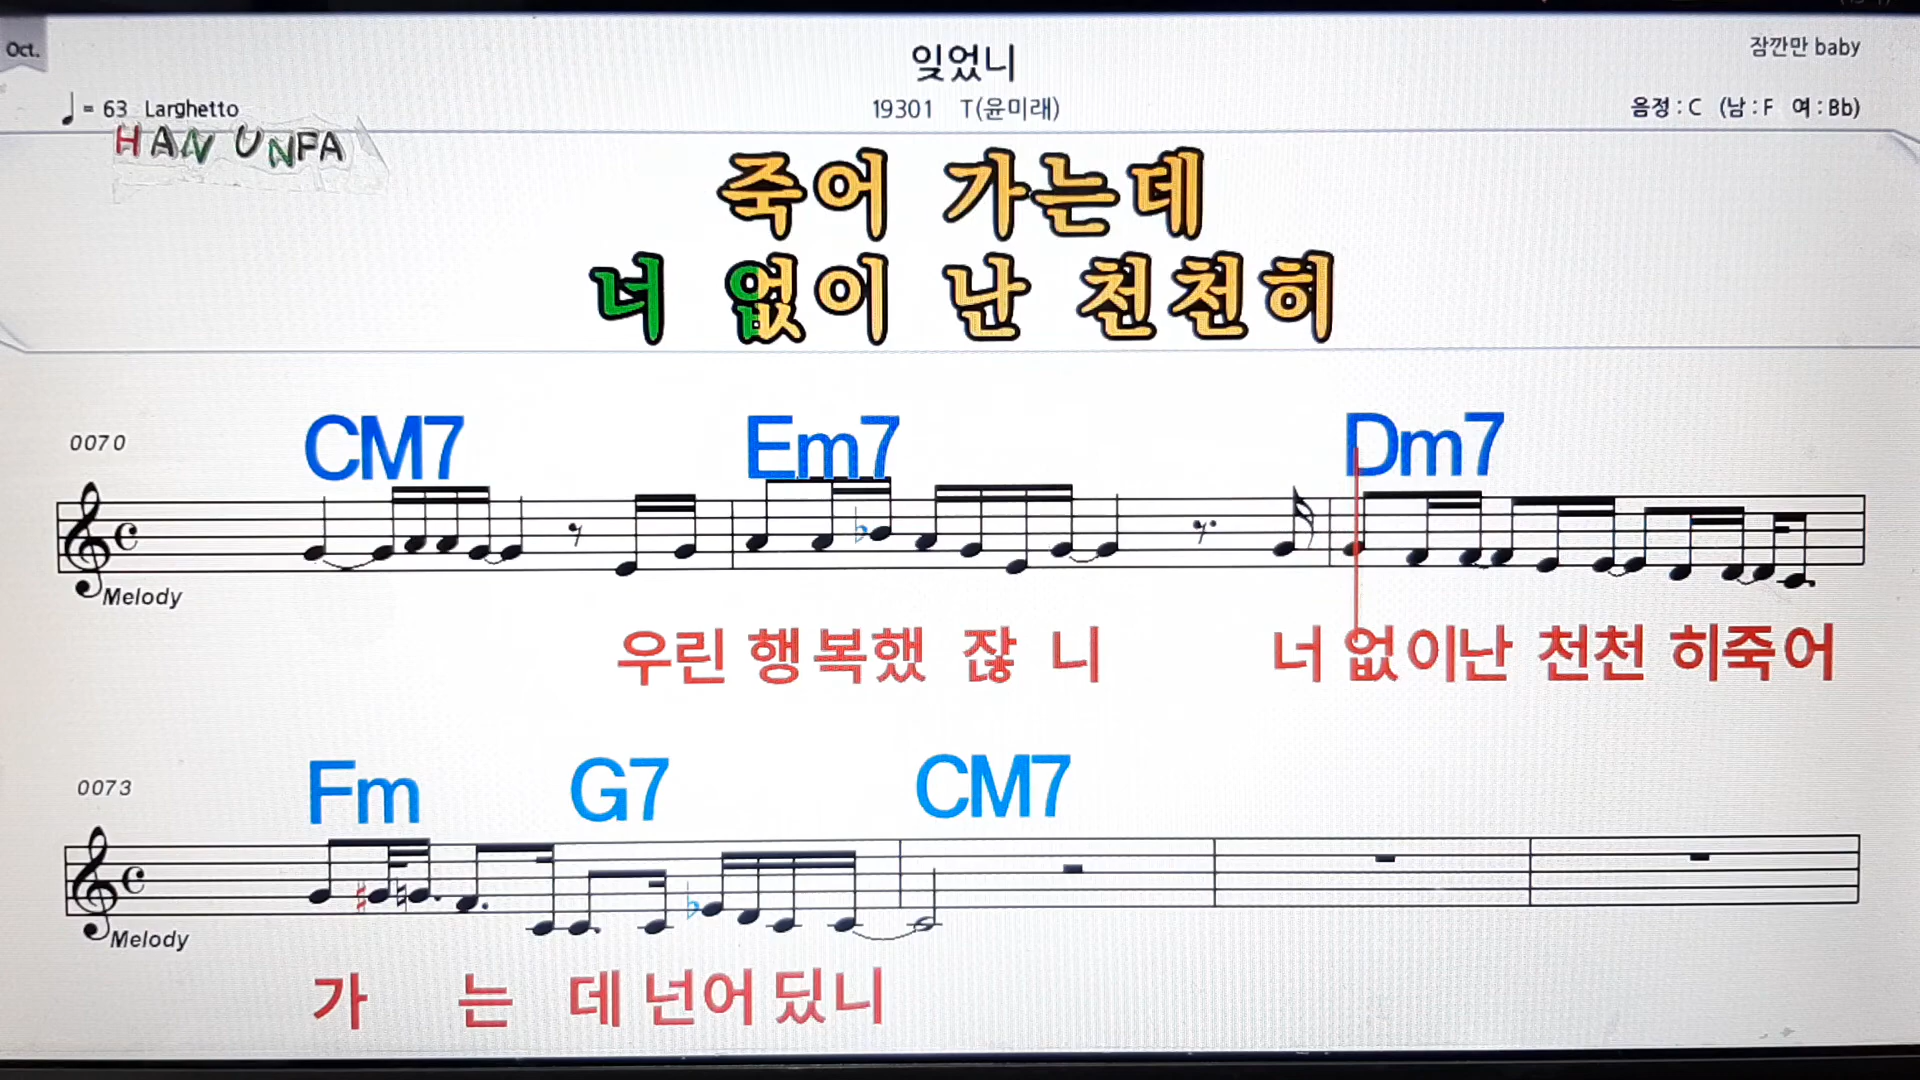 Oct.
잊었니
잠깐만 baby
♩ = 63 Larghetto
19301 T(윤미래)
음정 : C (남 : F 여 : Bb)
HAN UNFA
죽어 가는데
너 없이 난 천천히
0070
CM7 Em7 Dm7
Melody
우린 행복했 잖 니 너 없이난 천천 히죽어
0073
Fm G7 CM7
Melody
가 는 데 넌어 딨니